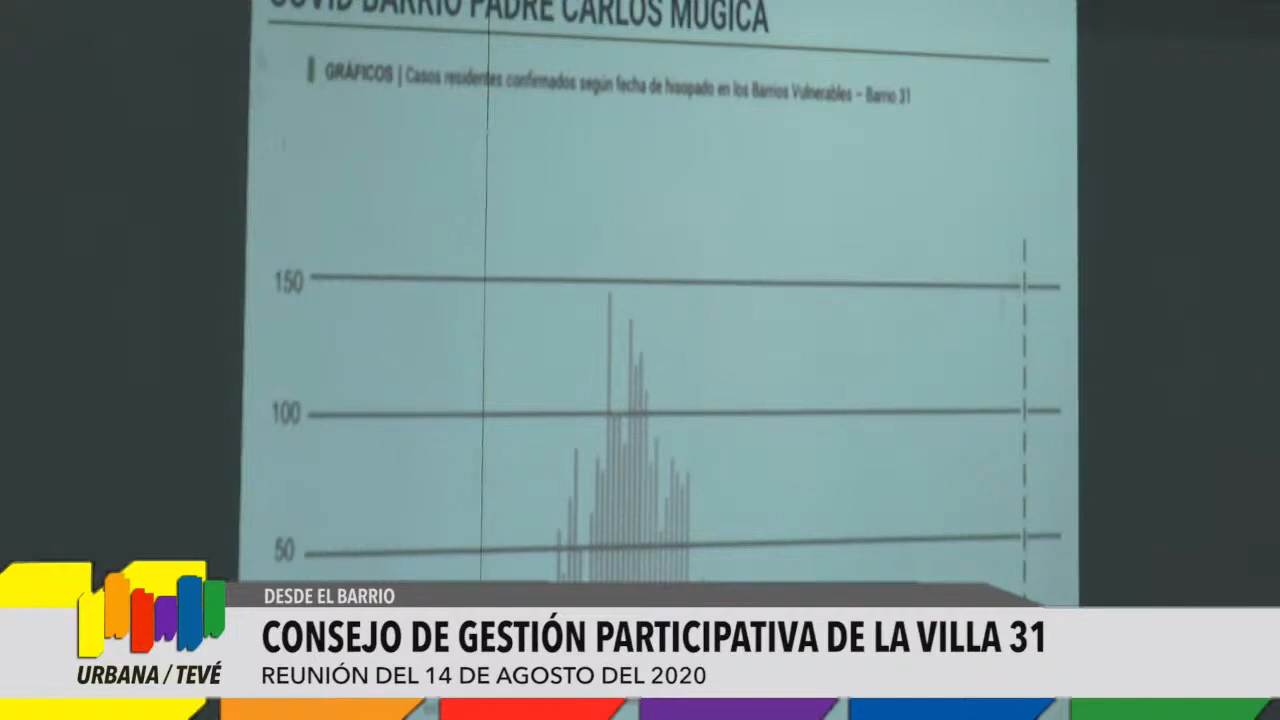 COVID BARRIO PADRE CARLOS MUGICA
GRÁFICOS | Casos residentes confirmados según fecha de hisopado en los Barrios Vulnerables - Barrio 31
150
100
50
DESDE EL BARRIO
CONSEJO DE GESTIÓN PARTICIPATIVA DE LA VILLA 31
REUNIÓN DEL 14 DE AGOSTO DEL 2020
URBANA / TEVÉ